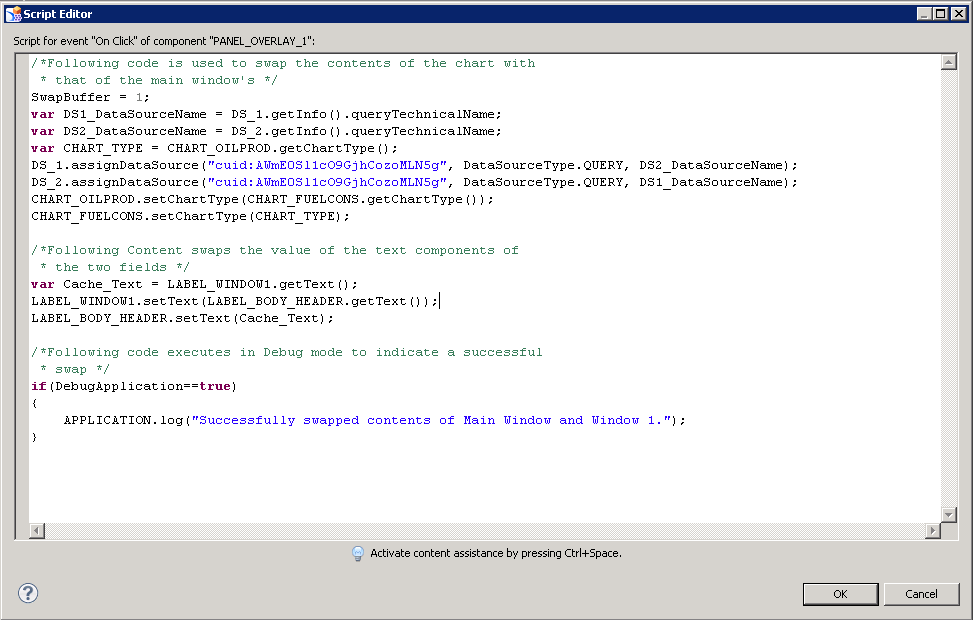 Script Editor
Script for event "On Click" of component "PANEL_OVERLAY_1":
/*Following code is used to swap the contents of the chart with
 * that of the main window's */
SwapBuffer = 1;
var DS1_DataSourceName = DS_1.getInfo().queryTechnicalName;
var DS2_DataSourceName = DS_2.getInfo().queryTechnicalName;
var CHART_TYPE = CHART_OILPROD.getChartType();
DS_1.assignDataSource("cuid:AWmEOSl1cO9GjhCozoMLN5g", DataSourceType.QUERY, DS2_DataSourceName);
DS_2.assignDataSource("cuid:AWmEOSl1cO9GjhCozoMLN5g", DataSourceType.QUERY, DS1_DataSourceName);
CHART_OILPROD.setChartType(CHART_FUELCONS.getChartType());
CHART_FUELCONS.setChartType(CHART_TYPE);
/*Following Content swaps the value of the text components of
 * the two fields */
var Cache_Text = LABEL_WINDOW1.getText();
LABEL_WINDOW1.setText(LABEL_BODY_HEADER.getText());
LABEL_BODY_HEADER.setText(Cache_Text);
/*Following code executes in Debug mode to indicate a successful
 * swap */
if(DebugApplication==true)
{
    APPLICATION.log("Successfully swapped contents of Main Window and Window 1.");
}
Activate content assistance by pressing Ctrl+Space.
?
OK
Cancel